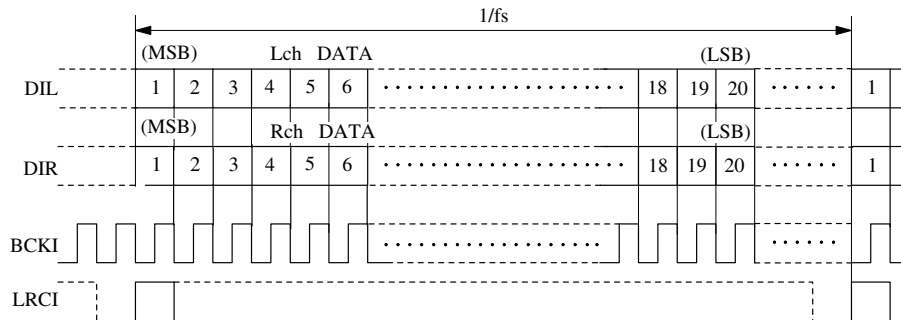 1/fs
(MSB) Lch DATA (LSB)
DIL 1 2 3 4 5 6 18 19 20 1
(MSB) Rch DATA (LSB)
DIR 1 2 3 4 5 6 18 19 20 1
BCKI
LRCI